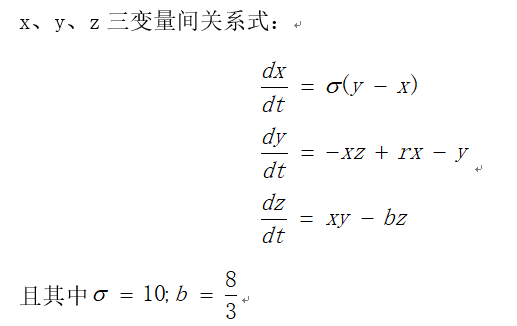 x、y、z 三变量间关系式：
dx/dt = σ(y − x)
dy/dt = −xz + rx − y
dz/dt = xy − bz
且其中 σ = 10; b = 8/3